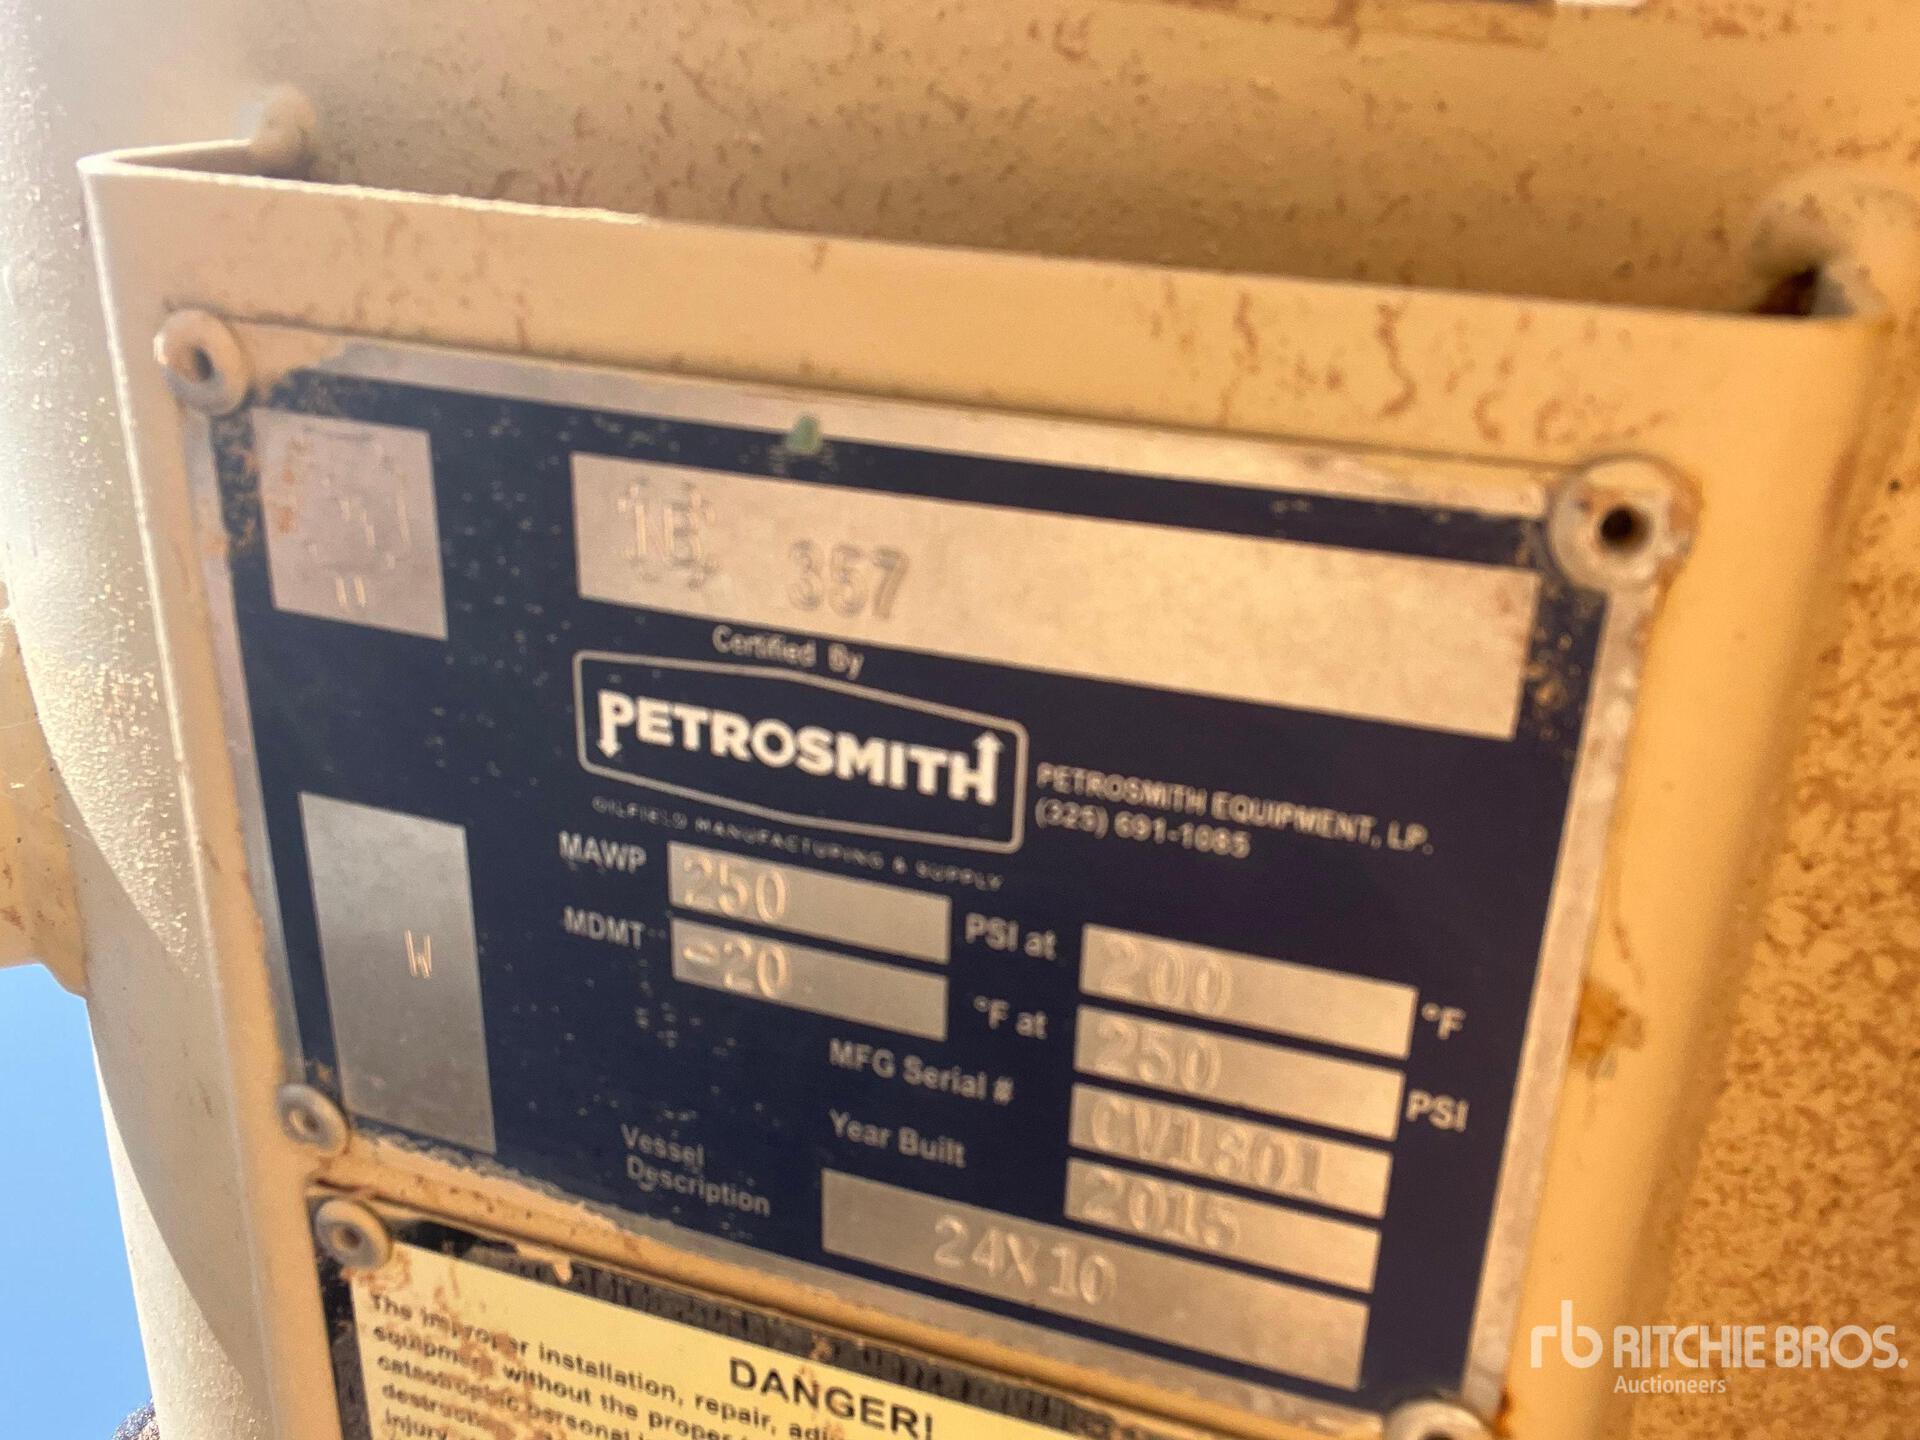 357
Certified By
PETROSMITH
OILFIELD MANUFACTURING & SUPPLY
PETROSMITH EQUIPMENT, LP.
(325) 691-1085
MAWP 250 PSI at 200 °F
MDMT -20 °F at 250 PSI
MFG Serial # CV1801
Year Built 2015
Vessel Description 24X10
W
DANGER!
The improper installation, repair,
equipment without the proper
catastrophic personal
rb RITCHIE BROS.
Auctioneers